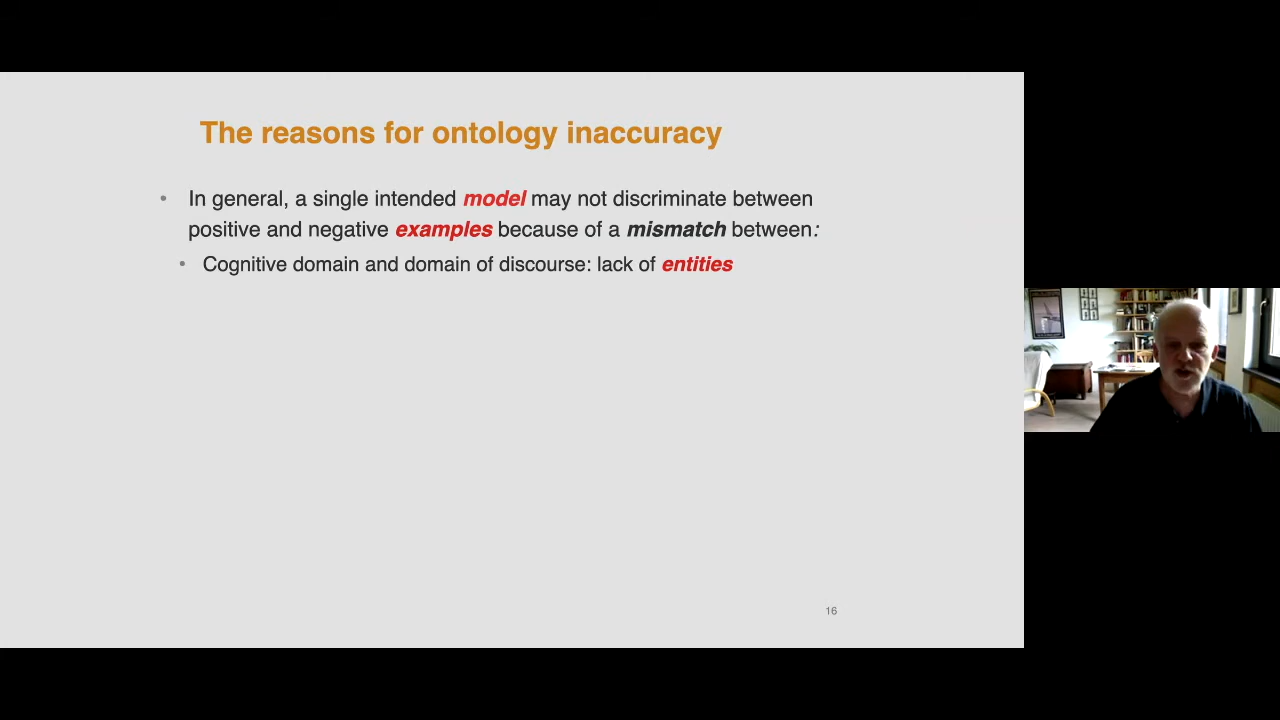 The reasons for ontology inaccuracy
• In general, a single intended model may not discriminate between
positive and negative examples because of a mismatch between:
• Cognitive domain and domain of discourse: lack of entities
16